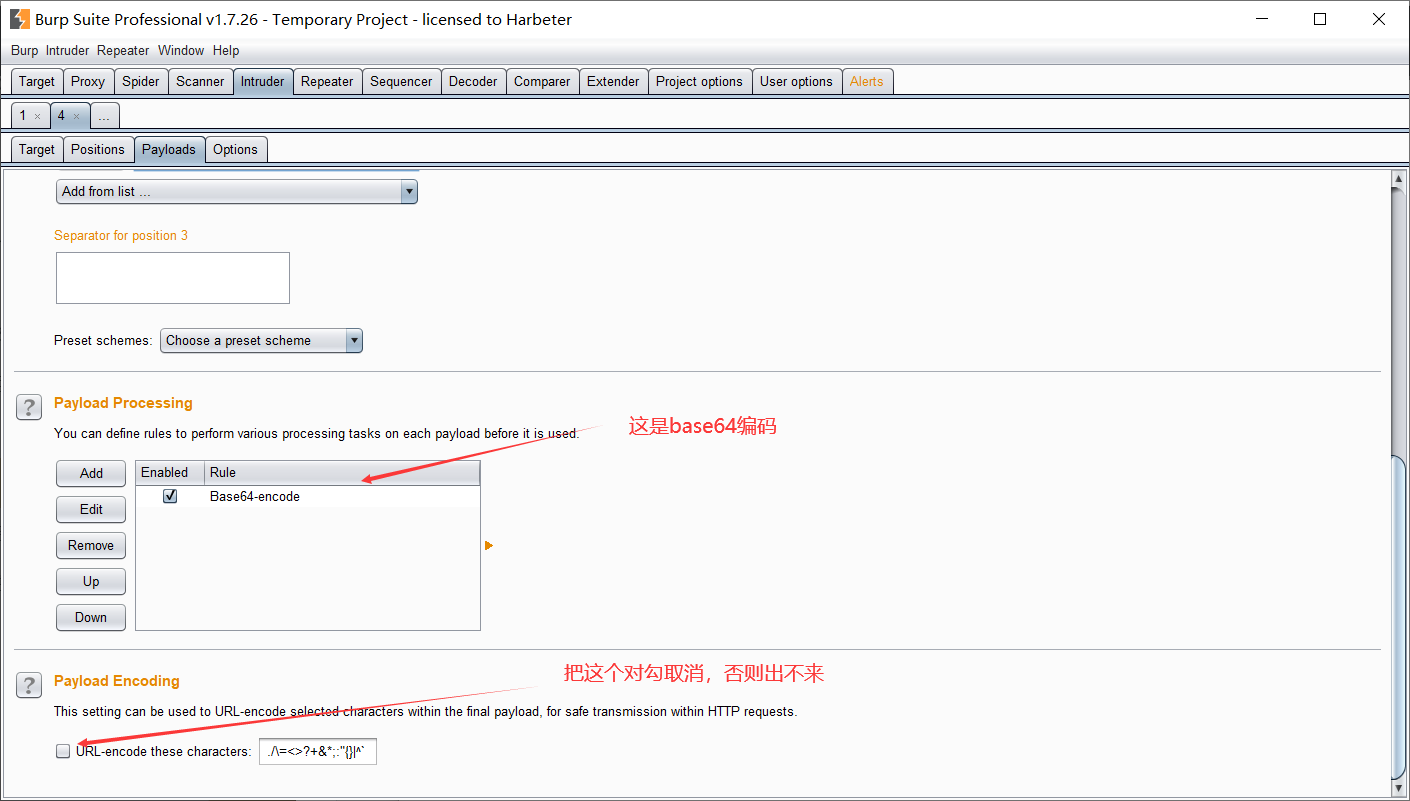 Burp Suite Professional v1.7.26 - Temporary Project - licensed to Harbeter
Burp Intruder Repeater Window Help
Target Proxy Spider Scanner Intruder Repeater Sequencer Decoder Comparer Extender Project options User options Alerts
1 × 4 × ...
Target Positions Payloads Options
Add from list ...
Separator for position 3
Preset schemes: Choose a preset scheme
? Payload Processing
这是base64编码
You can define rules to perform various processing tasks on each payload before it is used.
Add Enabled Rule
Base64-encode
Edit
Remove
Up
Down
把这个对勾取消，否则出不来
? Payload Encoding
This setting can be used to URL-encode selected characters within the final payload, for safe transmission within HTTP requests.
URL-encode these characters: ./\=<>?+&*;:"{}|^`